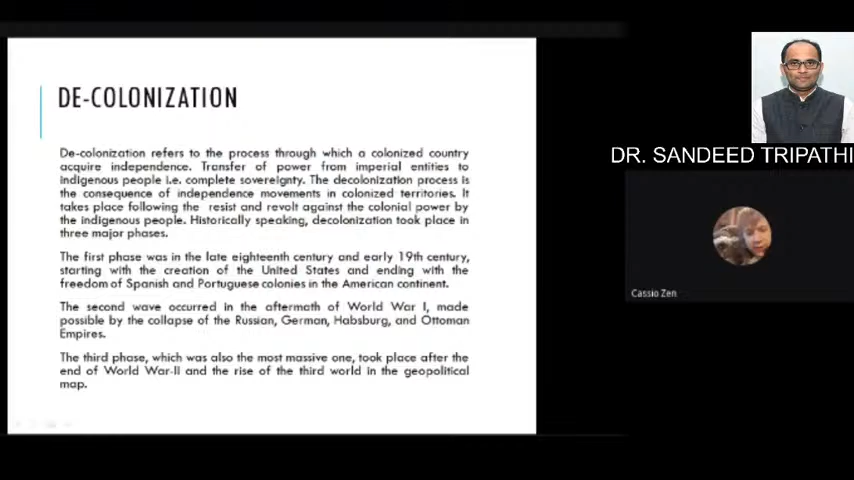 DE-COLONIZATION
De-colonization refers to the process through which a colonized country
acquire independence. Transfer of power from imperial entities to
indigenous people i.e. complete sovereignty. The decolonization process is
the consequence of independence movements in colonized territories. It
takes place following the resist and revolt against the colonial power by
the indigenous people. Historically speaking, decolonization took place in
three major phases.
The first phase was in the late eighteenth century and early 19th century,
starting with the creation of the United States and ending with the
freedom of Spanish and Portuguese colonies in the American continent.
The second wave occurred in the aftermath of World War I, made
possible by the collapse of the Russian, German, Habsburg, and Ottoman
Empires.
The third phase, which was also the most massive one, took place after the
end of World War-II and the rise of the third world in the geopolitical
map.
DR. SANDEED TRIPATHI
Cassio Zen